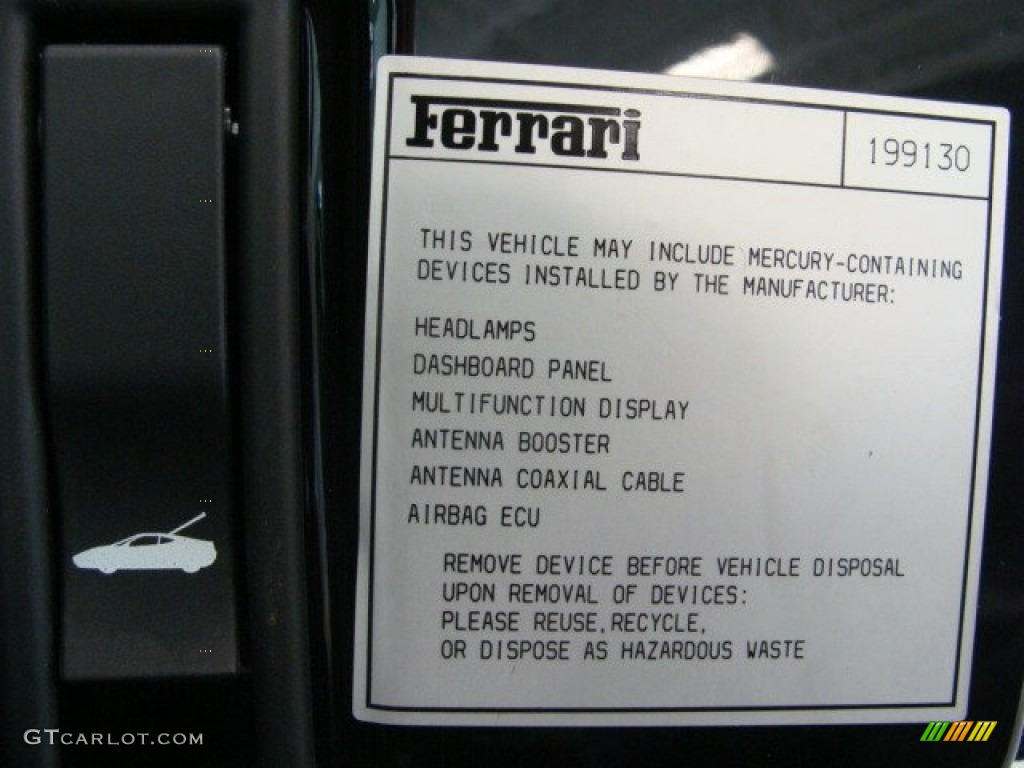 Ferrari
199130
THIS VEHICLE MAY INCLUDE MERCURY-CONTAINING
DEVICES INSTALLED BY THE MANUFACTURER:
HEADLAMPS
DASHBOARD PANEL
MULTIFUNCTION DISPLAY
ANTENNA BOOSTER
ANTENNA COAXIAL CABLE
AIRBAG ECU
REMOVE DEVICE BEFORE VEHICLE DISPOSAL
UPON REMOVAL OF DEVICES:
PLEASE REUSE, RECYCLE,
OR DISPOSE AS HAZARDOUS WASTE
GTCARLOT.COM